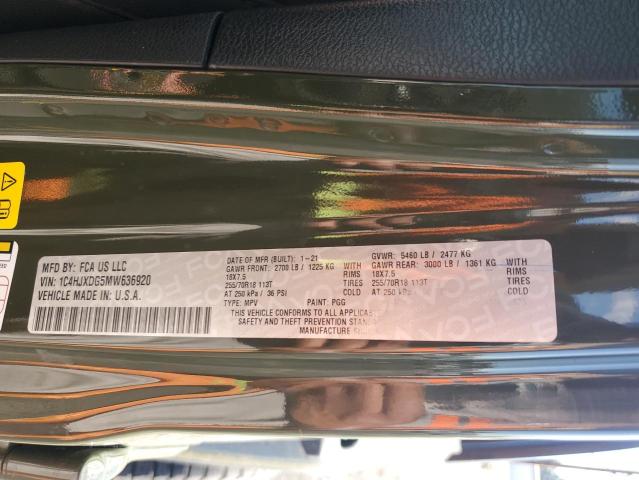 MFD BY: FCA US LLC
VIN: 1C4HJXDG5MW636920
VEHICLE MADE IN: U.S.A.
D-OF MFR (BUILT): 1-21
GAWR FRONT: 2700 LB / 1225 KG
WITH
18X7.5 RIMS
255/70R18 113T TIRES
AT 250 kPa / 36 PSI COLD
TYPE: MPV PAINT: PGG
GVWR: 5460 LB / 2477 KG
GAWR REAR: 3000 LB / 1361 KG
WITH
18X7.5 RIMS
255/70R18 113T TIRES
AT 250 kPa COLD
THIS VEHICLE CONFORMS TO ALL APPLICABL
SAFETY AND THEFT PREVENTION STAN
MANUFACTURE